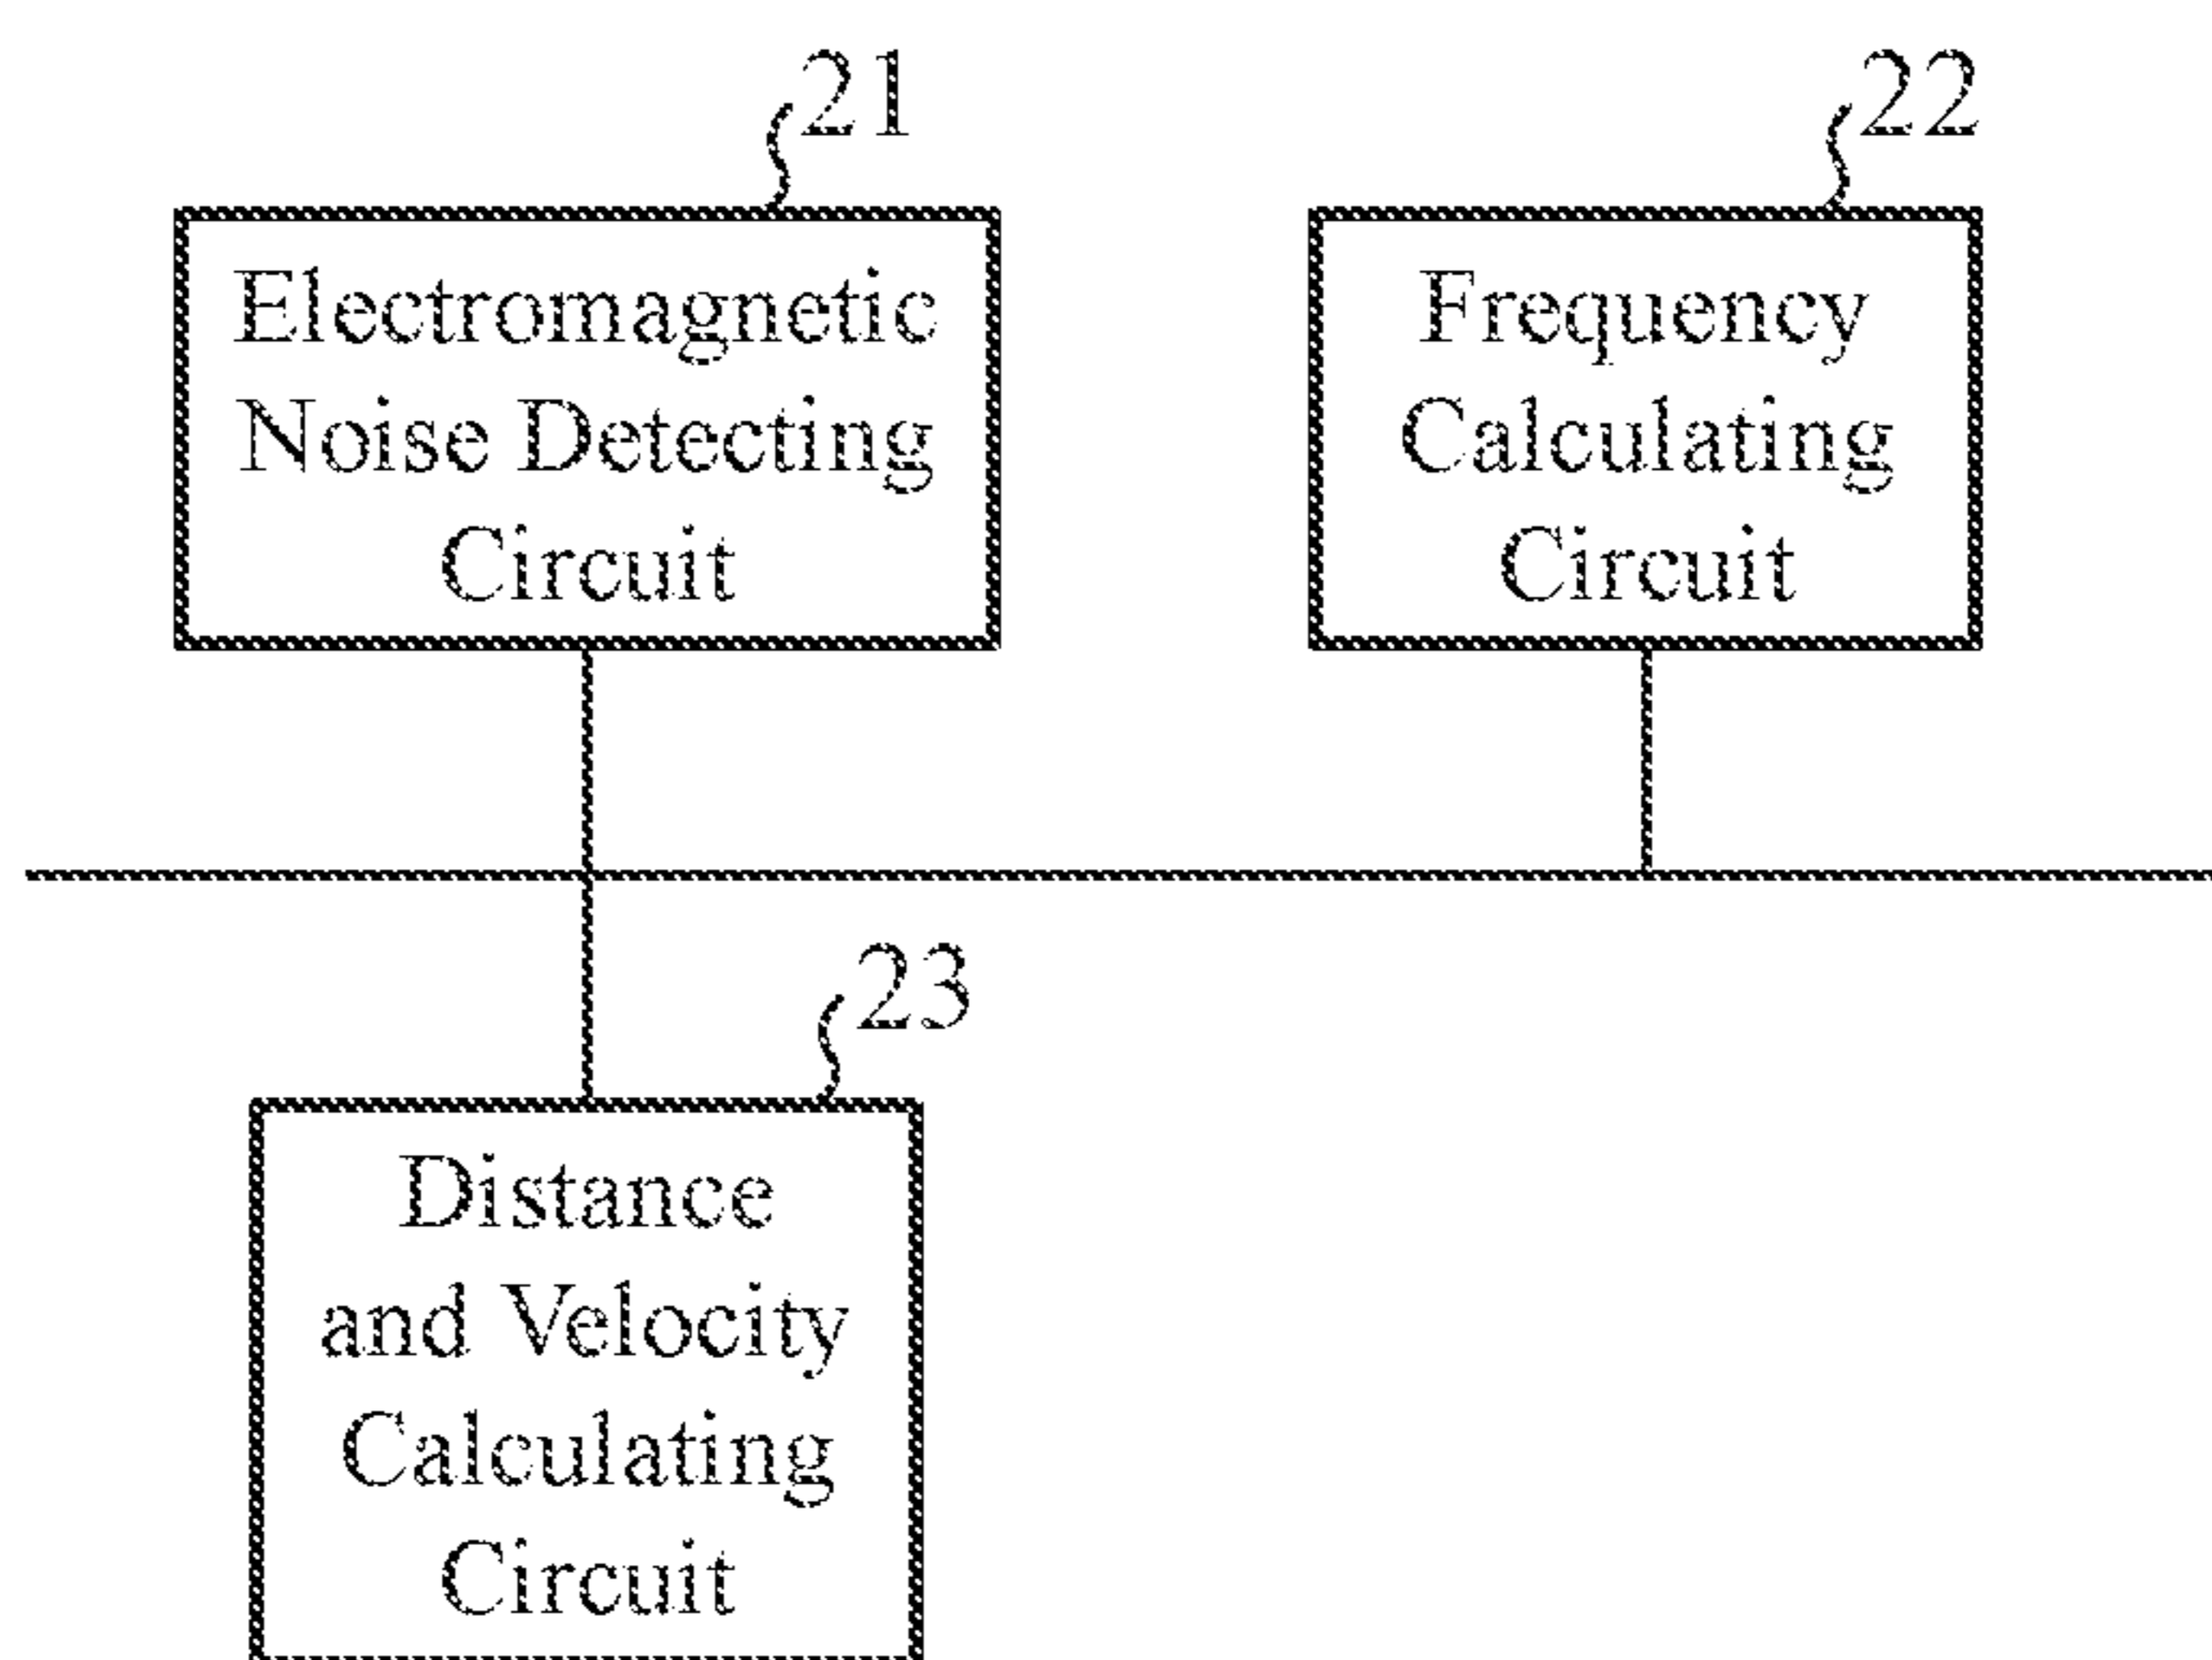 21
Electromagnetic
Noise Detecting
Circuit
22
Frequency
Calculating
Circuit
23
Distance
and Velocity
Calculating
Circuit